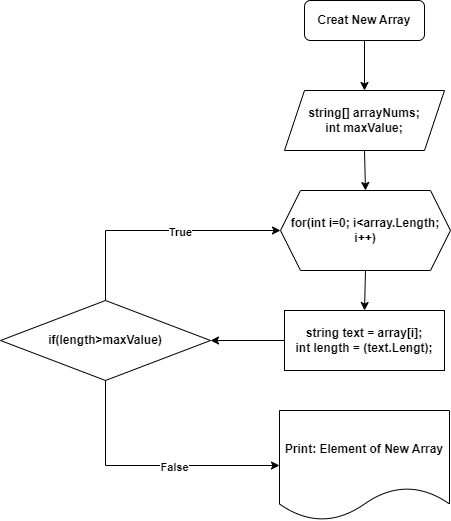 Creat New Array
string[] arrayNums;
int maxValue;
for(int i=0; i<array.Length;
i++)
True
string text = array[i];
int length = (text.Lengt);
if(length>maxValue)
Print: Element of New Array
False